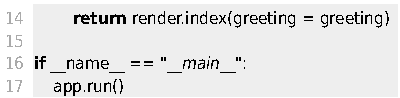 14 return render.index(greeting = greeting)
15
16 if __name__ == "__main__":
17 app.run()